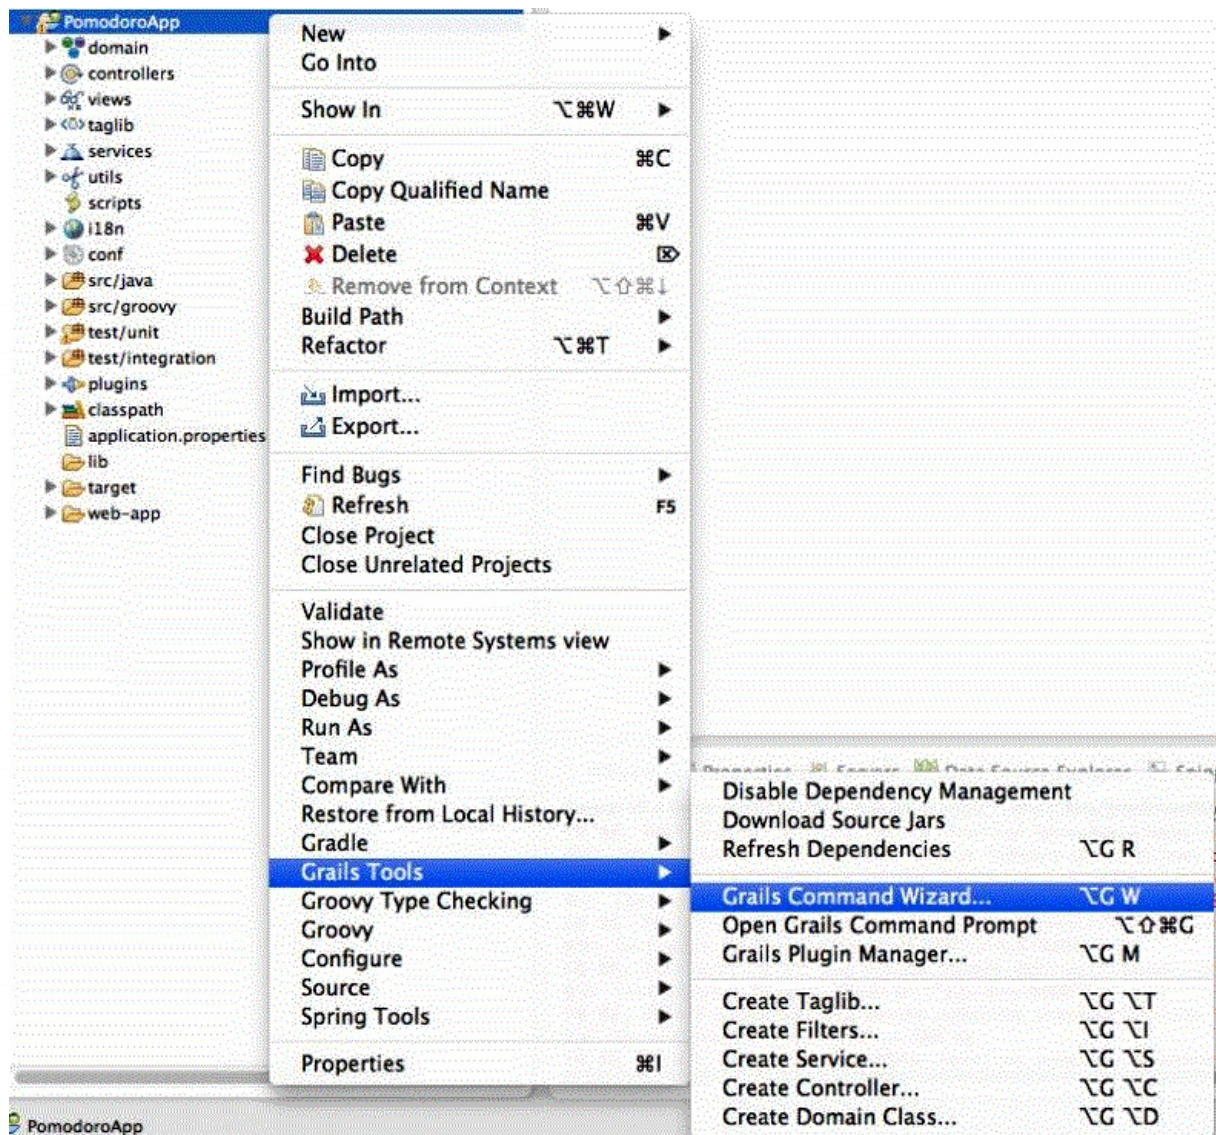 PomodoroApp
domain
controllers
views
taglib
services
utils
scripts
i18n
conf
src/java
src/groovy
test/unit
test/integration
plugins
classpath
application.properties
lib
target
web-app
New
Go Into
Show In ⌥⌘W
Copy ⌘C
Copy Qualified Name
Paste ⌘V
Delete ⌦
Remove from Context ⌥⇧⌘↓
Build Path
Refactor ⌥⌘T
Import...
Export...
Find Bugs
Refresh F5
Close Project
Close Unrelated Projects
Validate
Show in Remote Systems view
Profile As
Debug As
Run As
Team
Compare With
Restore from Local History...
Gradle
Grails Tools
Groovy Type Checking
Groovy
Configure
Source
Spring Tools
Properties ⌘I
Properties Servers Data Source Explorer
Disable Dependency Management
Download Source Jars
Refresh Dependencies ⌥G R
Grails Command Wizard... ⌥G W
Open Grails Command Prompt ⌥⇧⌘G
Grails Plugin Manager... ⌥G M
Create Taglib... ⌥G ⌥T
Create Filters... ⌥G ⌥I
Create Service... ⌥G ⌥S
Create Controller... ⌥G ⌥C
Create Domain Class... ⌥G ⌥D
PomodoroApp